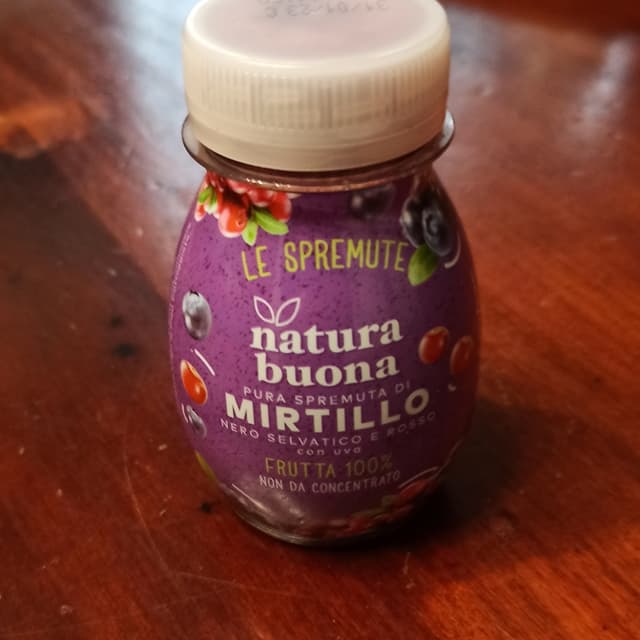 LE SPREMUTE
natura
buona
PURA SPREMUTA DI
MIRTILLO
NERO SELVATICO E ROSSO
con uva
FRUTTA 100%
NON DA CONCENTRATO